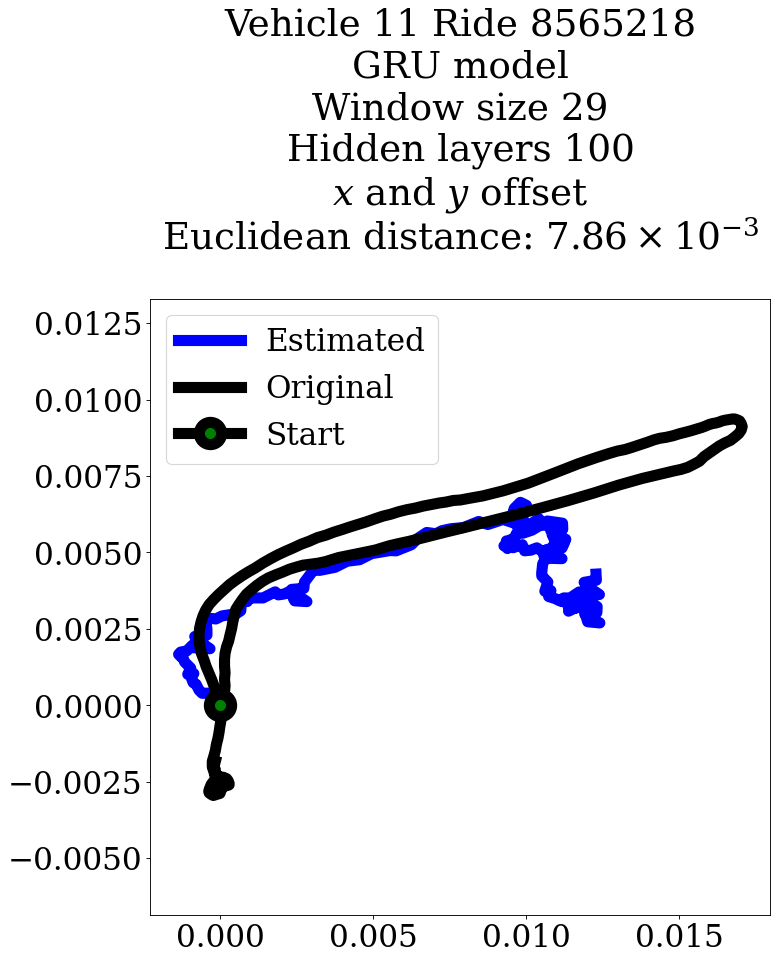 Vehicle 11 Ride 8565218
GRU model
Window size 29
Hidden layers 100
x and y offset
Euclidean distance: 7.86 × 10⁻³
Estimated
Original
Start
0.0125
0.0100
0.0075
0.0050
0.0025
0.0000
−0.0025
−0.0050
0.000 0.005 0.010 0.015